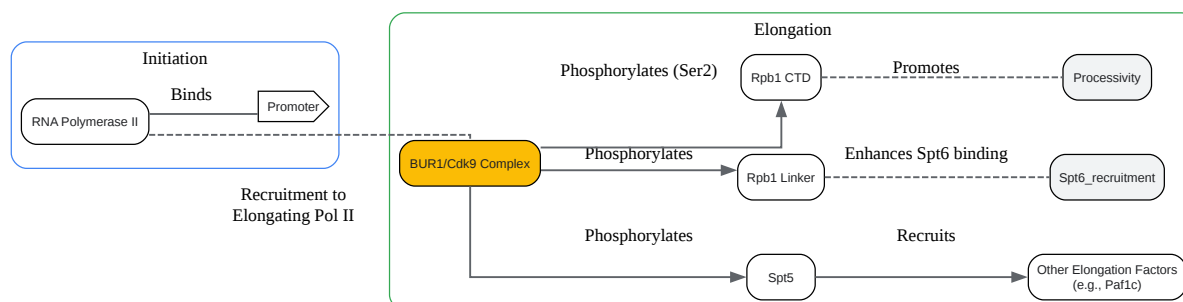 Elongation
Initiation
Phosphorylates (Ser2)
Rpb1 CTD
Promotes
Processivity
Binds
RNA Polymerase II
Promoter
BUR1/Cdk9 Complex
Phosphorylates
Rpb1 Linker
Enhances Spt6 binding
Spt6_recruitment
Recruitment to
Elongating Pol II
Phosphorylates
Spt5
Recruits
Other Elongation Factors
(e.g., Paf1c)